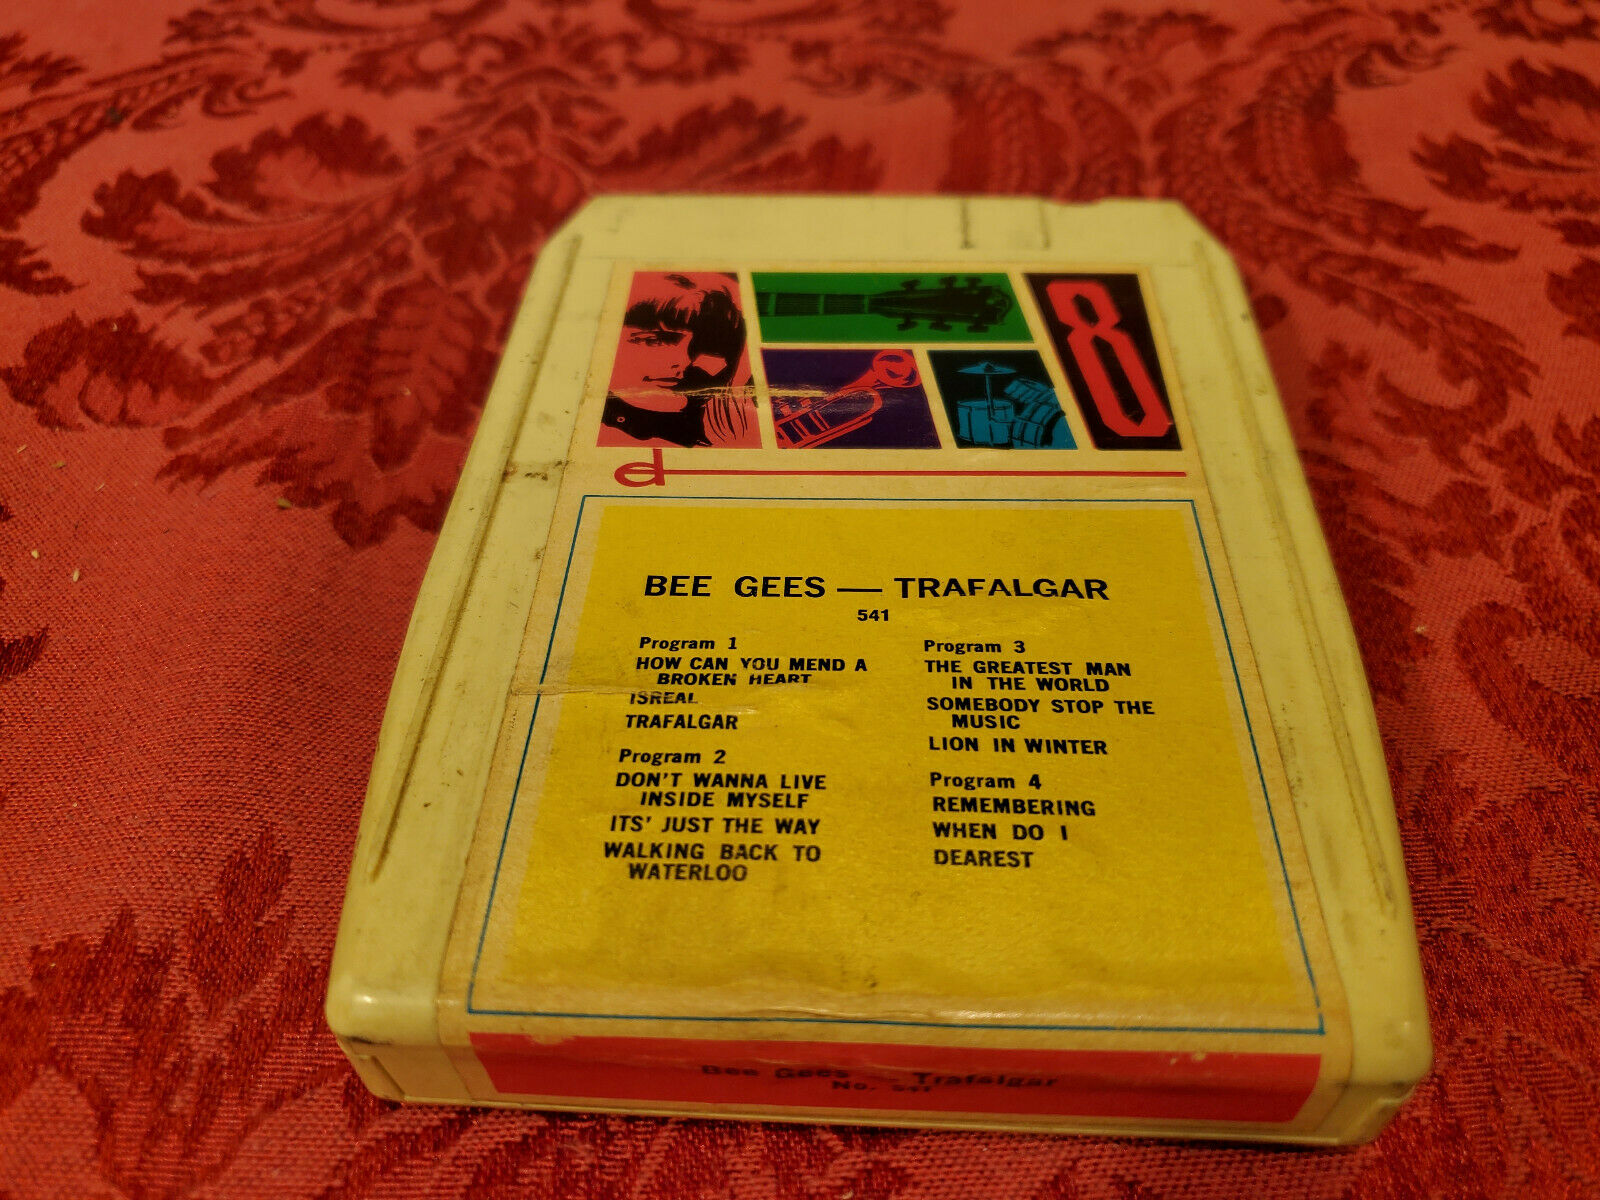 8
d
BEE GEES — TRAFALGAR
541
Program 1
HOW CAN YOU MEND A
BROKEN HEART
ISREAL
TRAFALGAR
Program 2
DON'T WANNA LIVE
INSIDE MYSELF
ITS' JUST THE WAY
WALKING BACK TO
WATERLOO
Program 3
THE GREATEST MAN
IN THE WORLD
SOMEBODY STOP THE
MUSIC
LION IN WINTER
Program 4
REMEMBERING
WHEN DO I
DEAREST
Bee Gees — Trafalgar
No. 541